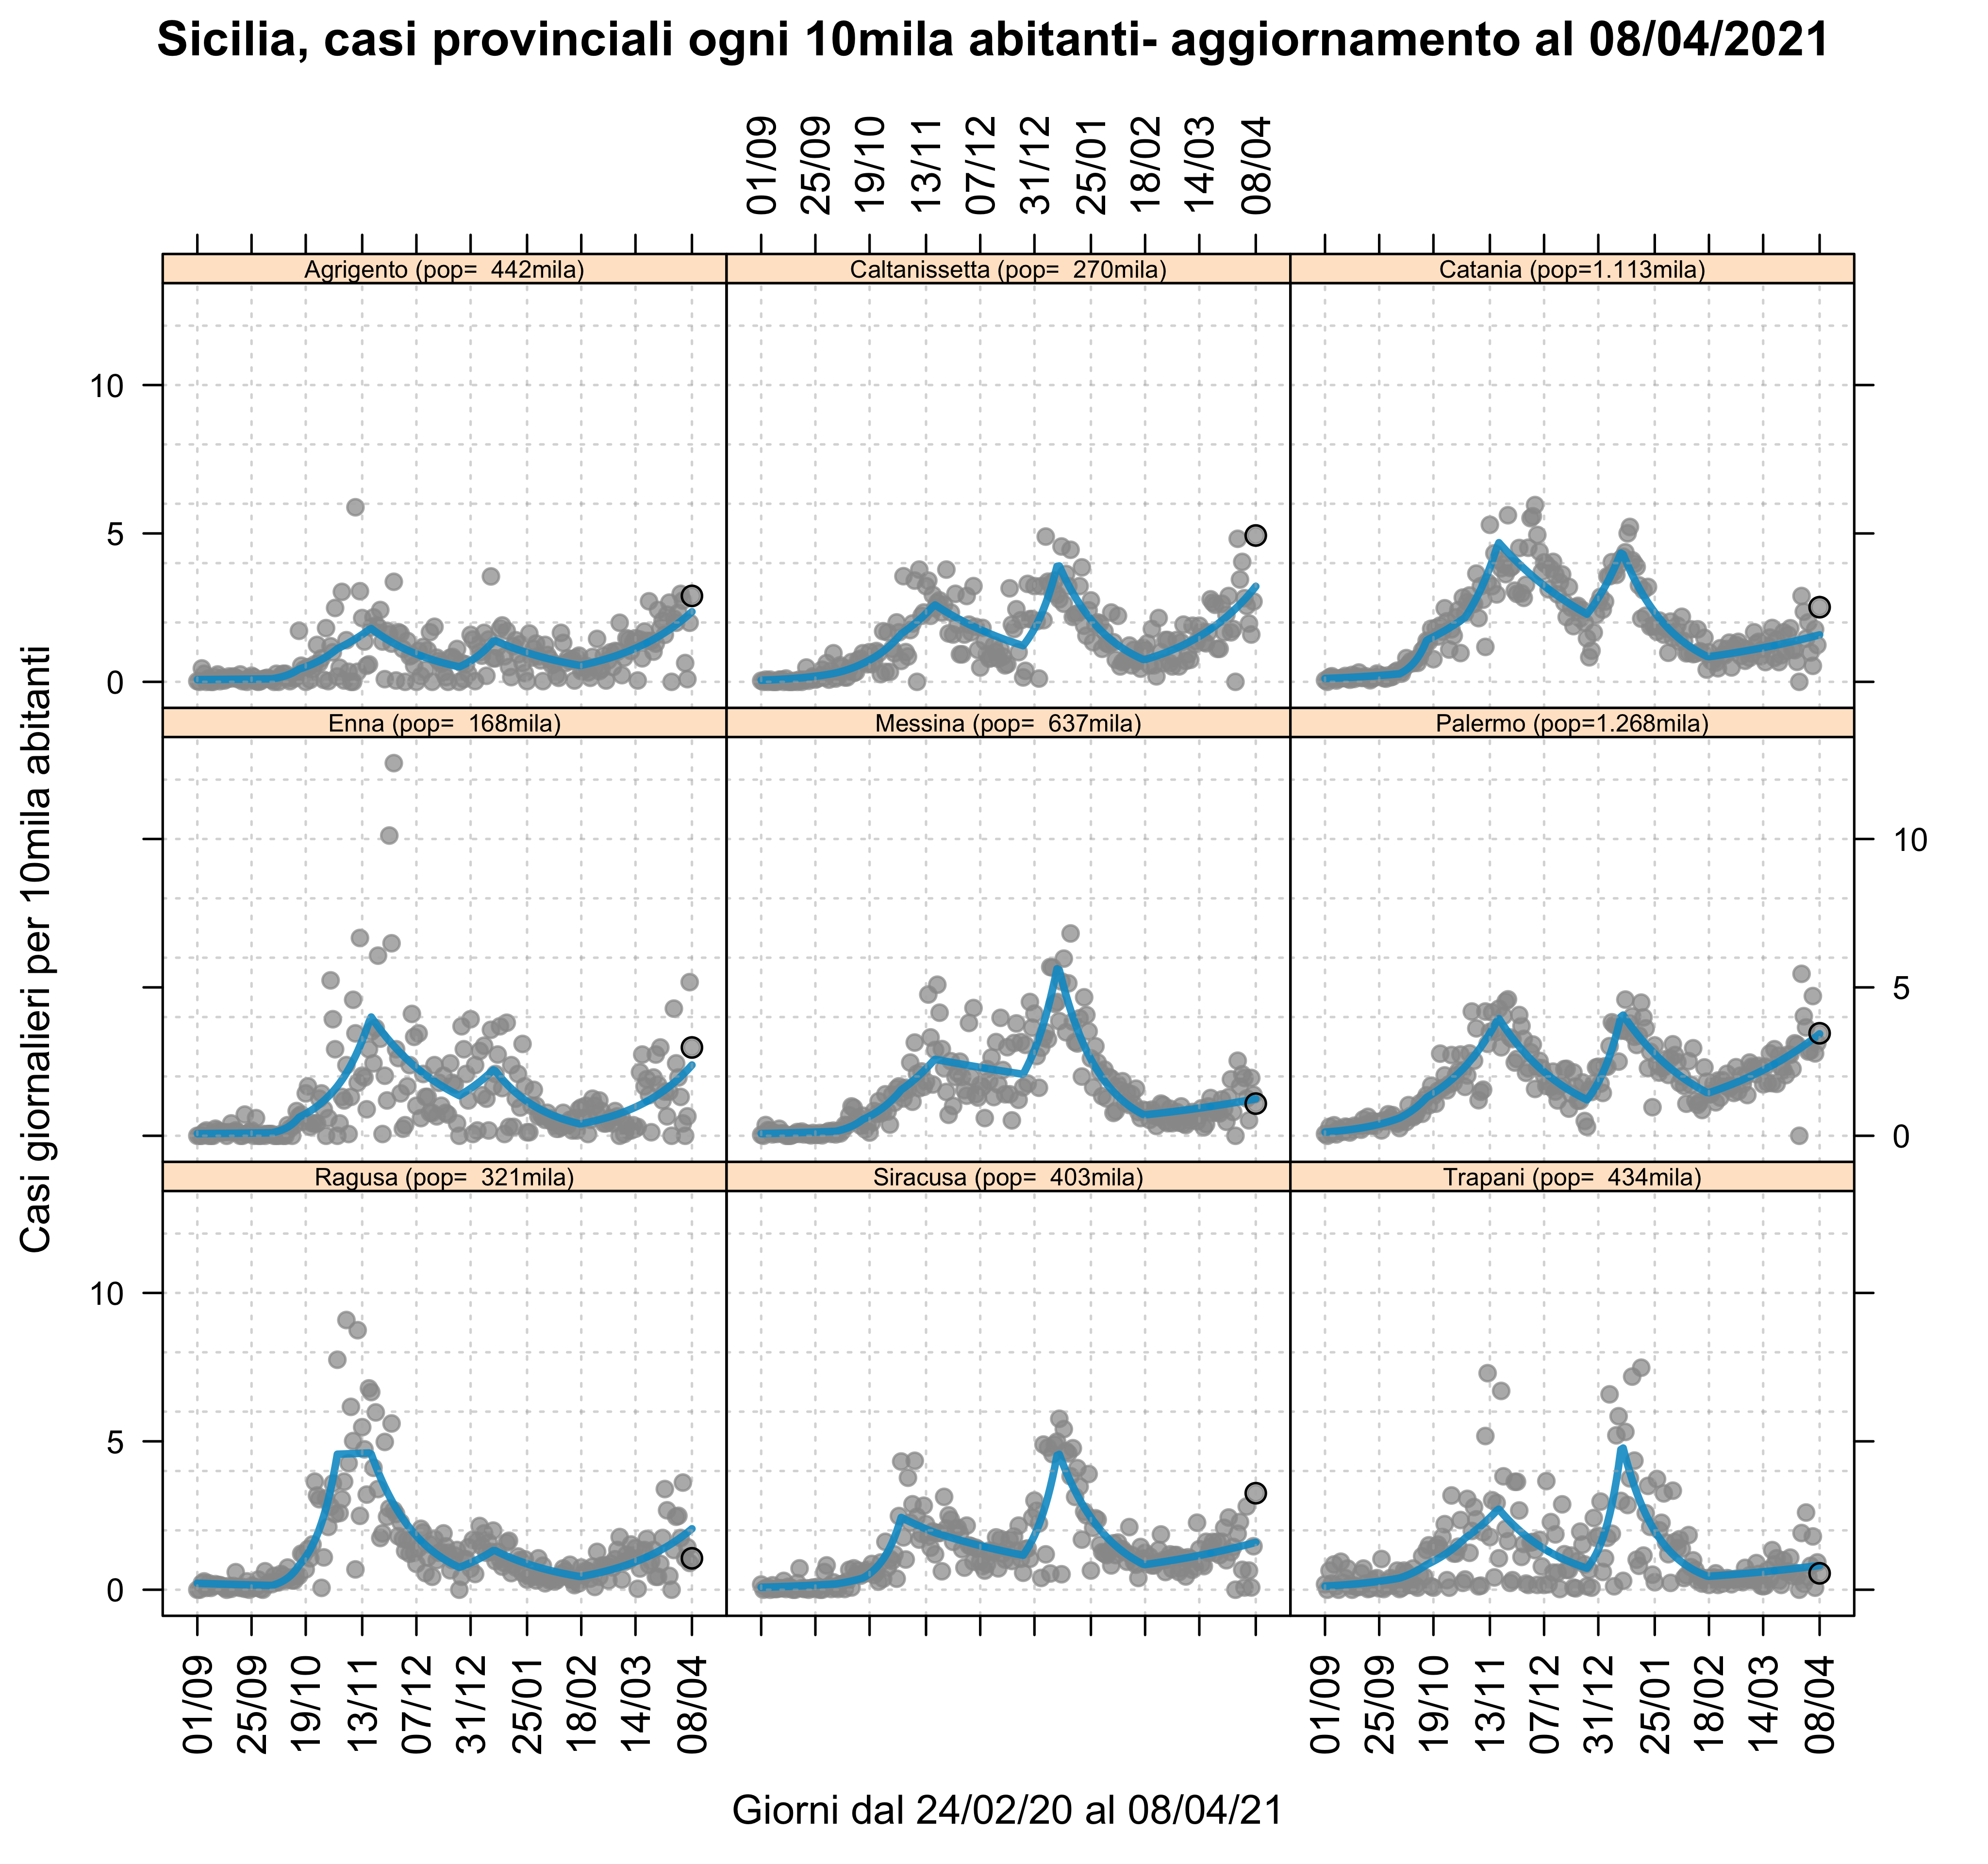 Sicilia, casi provinciali ogni 10mila abitanti- aggiornamento al 08/04/2021
01/09 25/09 19/10 13/11 07/12 31/12 25/01 18/02 14/03 08/04
Agrigento (pop=  442mila)
Caltanissetta (pop=  270mila)
Catania (pop=1.113mila)
10
5
0
Enna (pop=  168mila)
Messina (pop=  637mila)
Palermo (pop=1.268mila)
10
5
0
Casi giornalieri per 10mila abitanti
Ragusa (pop=  321mila)
Siracusa (pop=  403mila)
Trapani (pop=  434mila)
10
5
0
01/09 25/09 19/10 13/11 07/12 31/12 25/01 18/02 14/03 08/04
01/09 25/09 19/10 13/11 07/12 31/12 25/01 18/02 14/03 08/04
Giorni dal 24/02/20 al 08/04/21